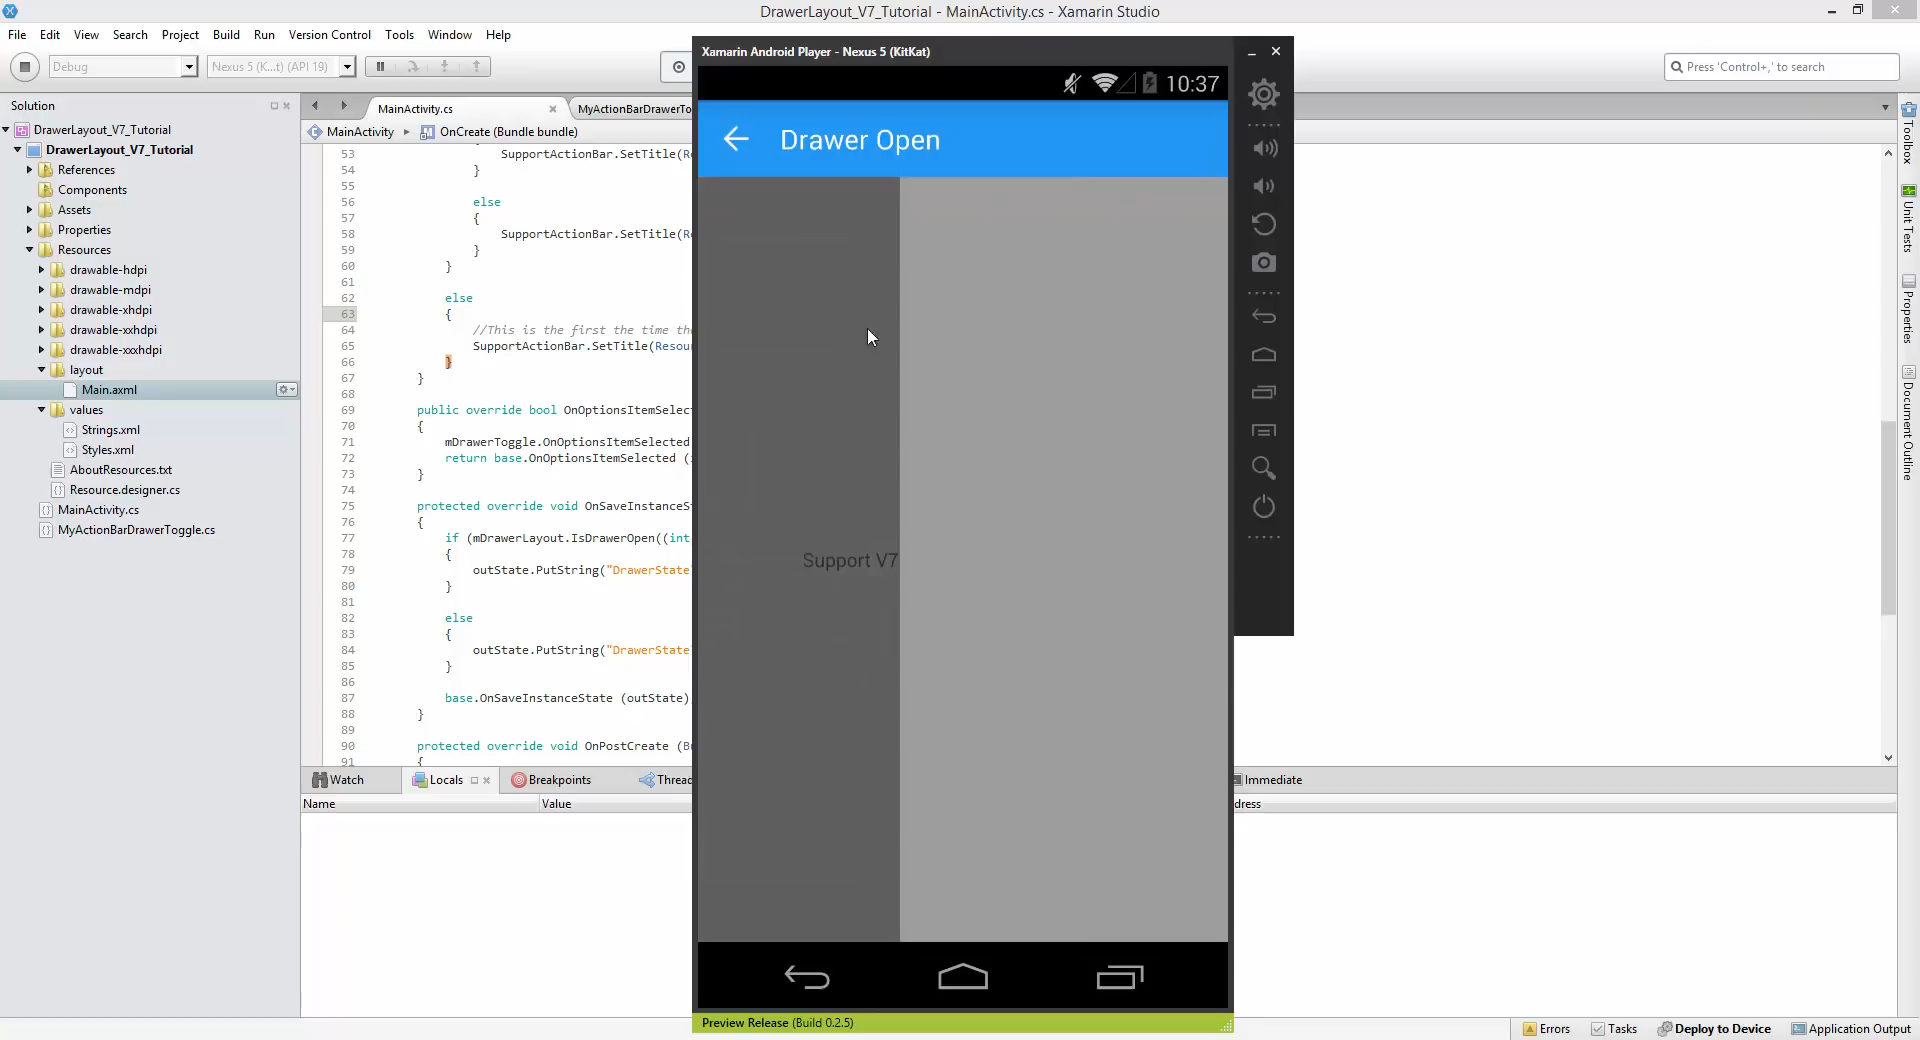 DrawerLayout_V7_Tutorial - MainActivity.cs - Xamarin Studio
File Edit View Search Project Build Run Version Control Tools Window Help
Debug
Nexus 5 (K...t) (API 19)
Press 'Control+,' to search
Solution
DrawerLayout_V7_Tutorial
DrawerLayout_V7_Tutorial
References
Components
Assets
Properties
Resources
drawable-hdpi
drawable-mdpi
drawable-xhdpi
drawable-xxhdpi
drawable-xxxhdpi
layout
Main.axml
values
Strings.xml
Styles.xml
AboutResources.txt
Resource.designer.cs
MainActivity.cs
MyActionBarDrawerToggle.cs
MainActivity.cs
MyActionBarDrawerTo
MainActivity
OnCreate (Bundle bundle)
53 SupportActionBar.SetTitle(Re
54 }
55
56 else
57 {
58 SupportActionBar.SetTitle(Re
59 }
60 }
61
62 else
63 {
64 //This is the first the time the
65 SupportActionBar.SetTitle(Resou
66 }
67 }
68
69 public override bool OnOptionsItemSelect
70 {
71 mDrawerToggle.OnOptionsItemSelected
72 return base.OnOptionsItemSelected (
73 }
74
75 protected override void OnSaveInstanceSt
76 {
77 if (mDrawerLayout.IsDrawerOpen((int
78 {
79 outState.PutString("DrawerState
80 }
81
82 else
83 {
84 outState.PutString("DrawerState
85 }
86
87 base.OnSaveInstanceState (outState)
88 }
89
90 protected override void OnPostCreate (Bu
91 {
Watch
Locals
Breakpoints
Thread
Immediate
Name
Value
dress
Xamarin Android Player - Nexus 5 (KitKat)
10:37
Drawer Open
Support V7
Preview Release (Build 0.2.5)
Toolbox
Unit Tests
Properties
Document Outline
Errors
Tasks
Deploy to Device
Application Output